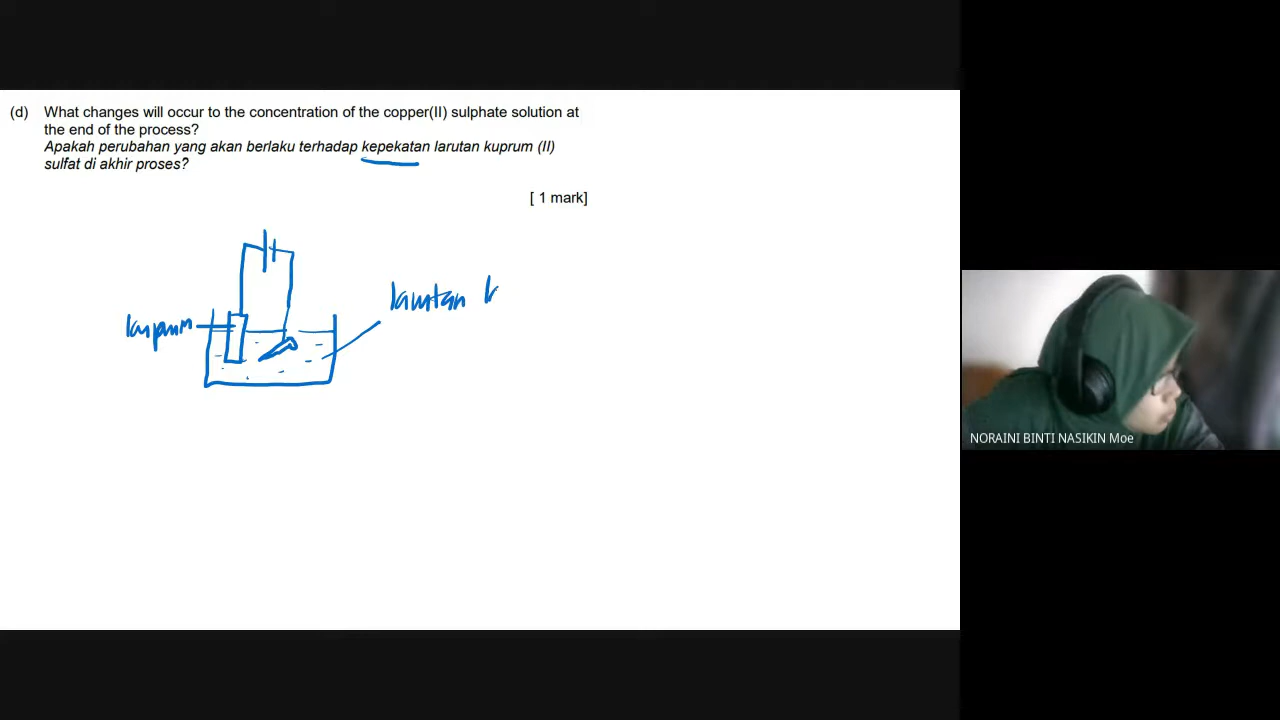 (d) What changes will occur to the concentration of the copper(II) sulphate solution at
the end of the process?
Apakah perubahan yang akan berlaku terhadap kepekatan larutan kuprum (II)
sulfat di akhir proses?
[ 1 mark]
larutan k
kuprum
NORAINI BINTI NASIKIN Moe